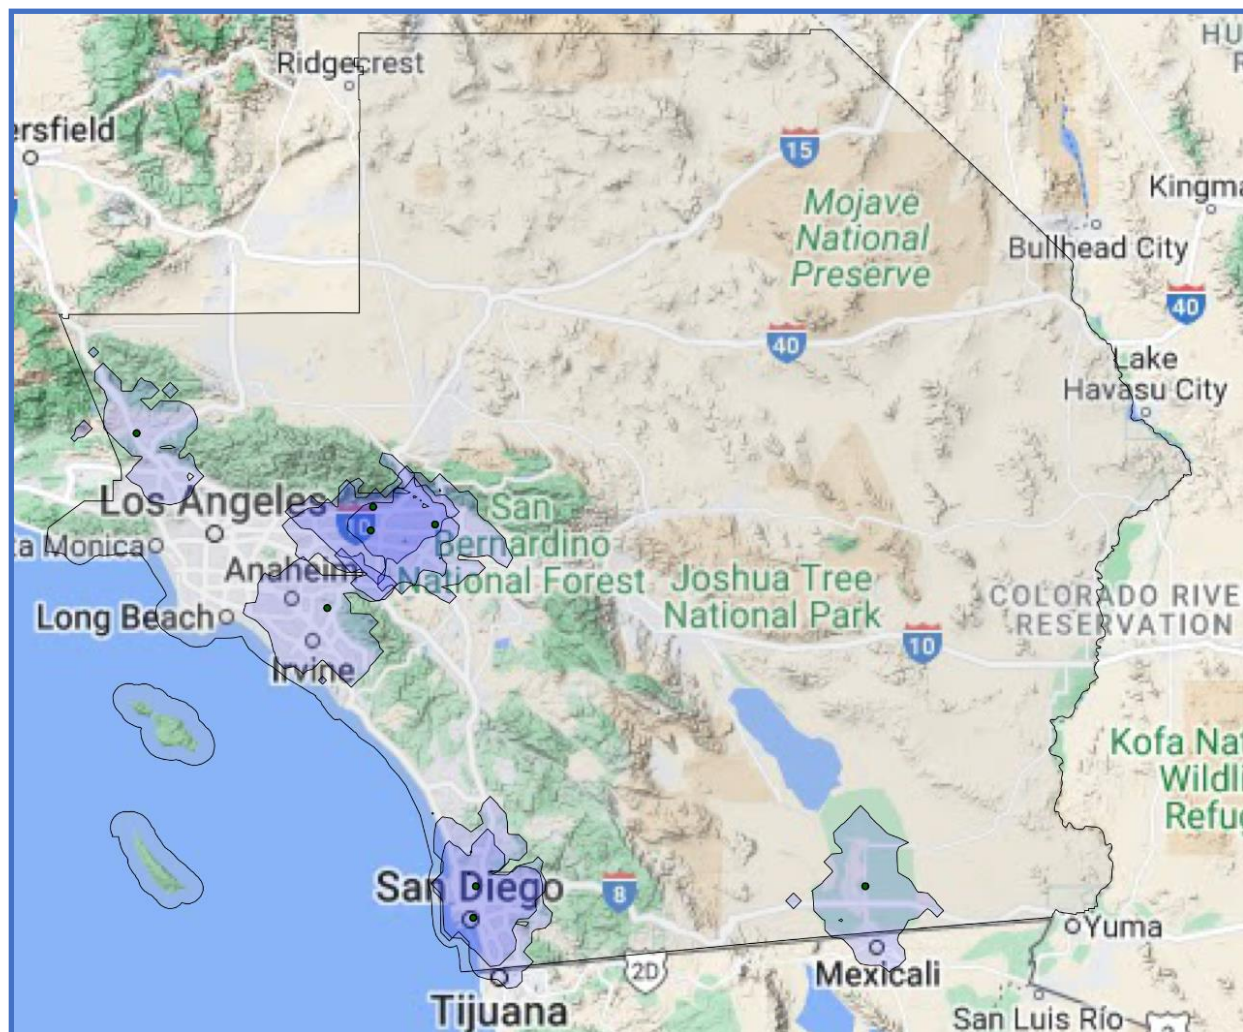 HU
R
Ridgecrest
ersfield
15
Mojave
National
Preserve
Kingma
Bullhead City
40
40
Lake
Havasu City
Los Angeles
10
San
Bernardino
National Forest
ta Monica
Anaheim
Joshua Tree
National Park
COLORADO RIVE
RESERVATION
Long Beach
10
Irvine
Kofa Nat
Wildli
Refug
San Diego
8
Yuma
Mexicali
2D
Tijuana
San Luis Río